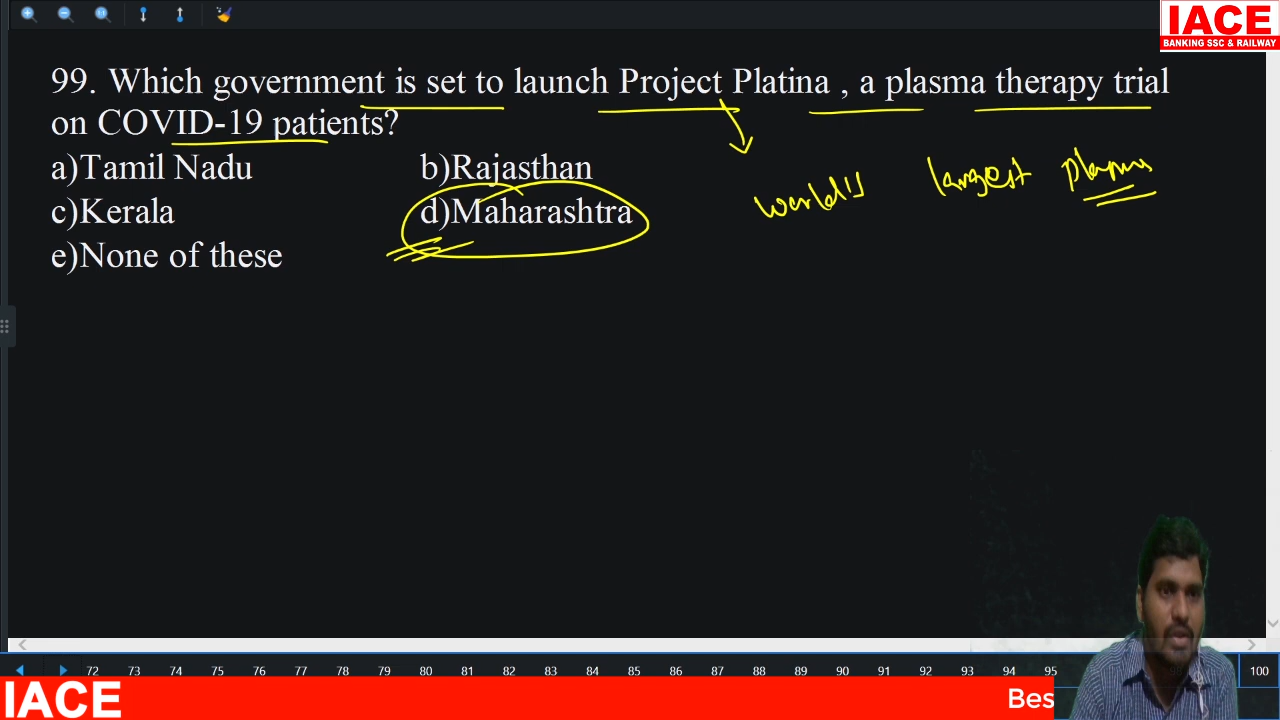 IACE
BANKING SSC & RAILWAY
99. Which government is set to launch Project Platina , a plasma therapy trial
on COVID-19 patients?
a)Tamil Nadu b)Rajasthan
world's largest plasma
c)Kerala d)Maharashtra
e)None of these
72 73 74 75 76 77 78 79 80 81 82 83 84 85 86 87 88 89 90 91 92 93 94 95 100
IACE Bes